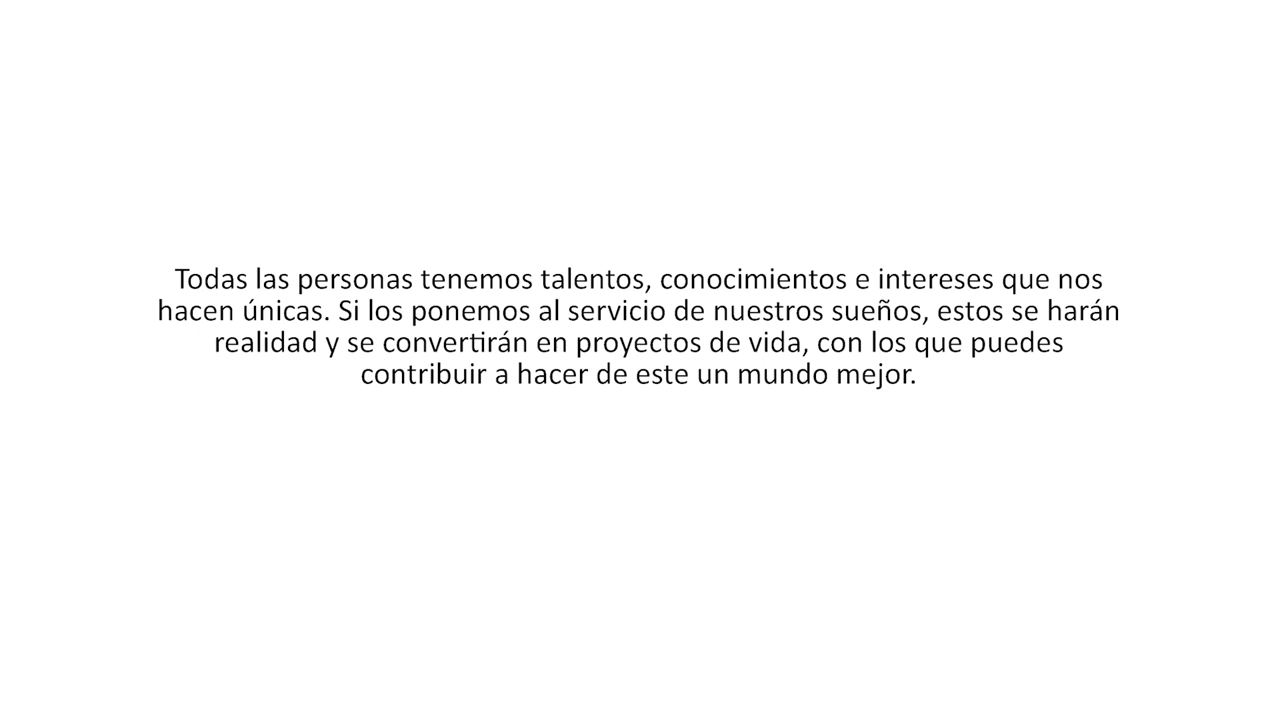 Todas las personas tenemos talentos, conocimientos e intereses que nos
hacen únicas. Si los ponemos al servicio de nuestros sueños, estos se harán
realidad y se convertirán en proyectos de vida, con los que puedes
contribuir a hacer de este un mundo mejor.